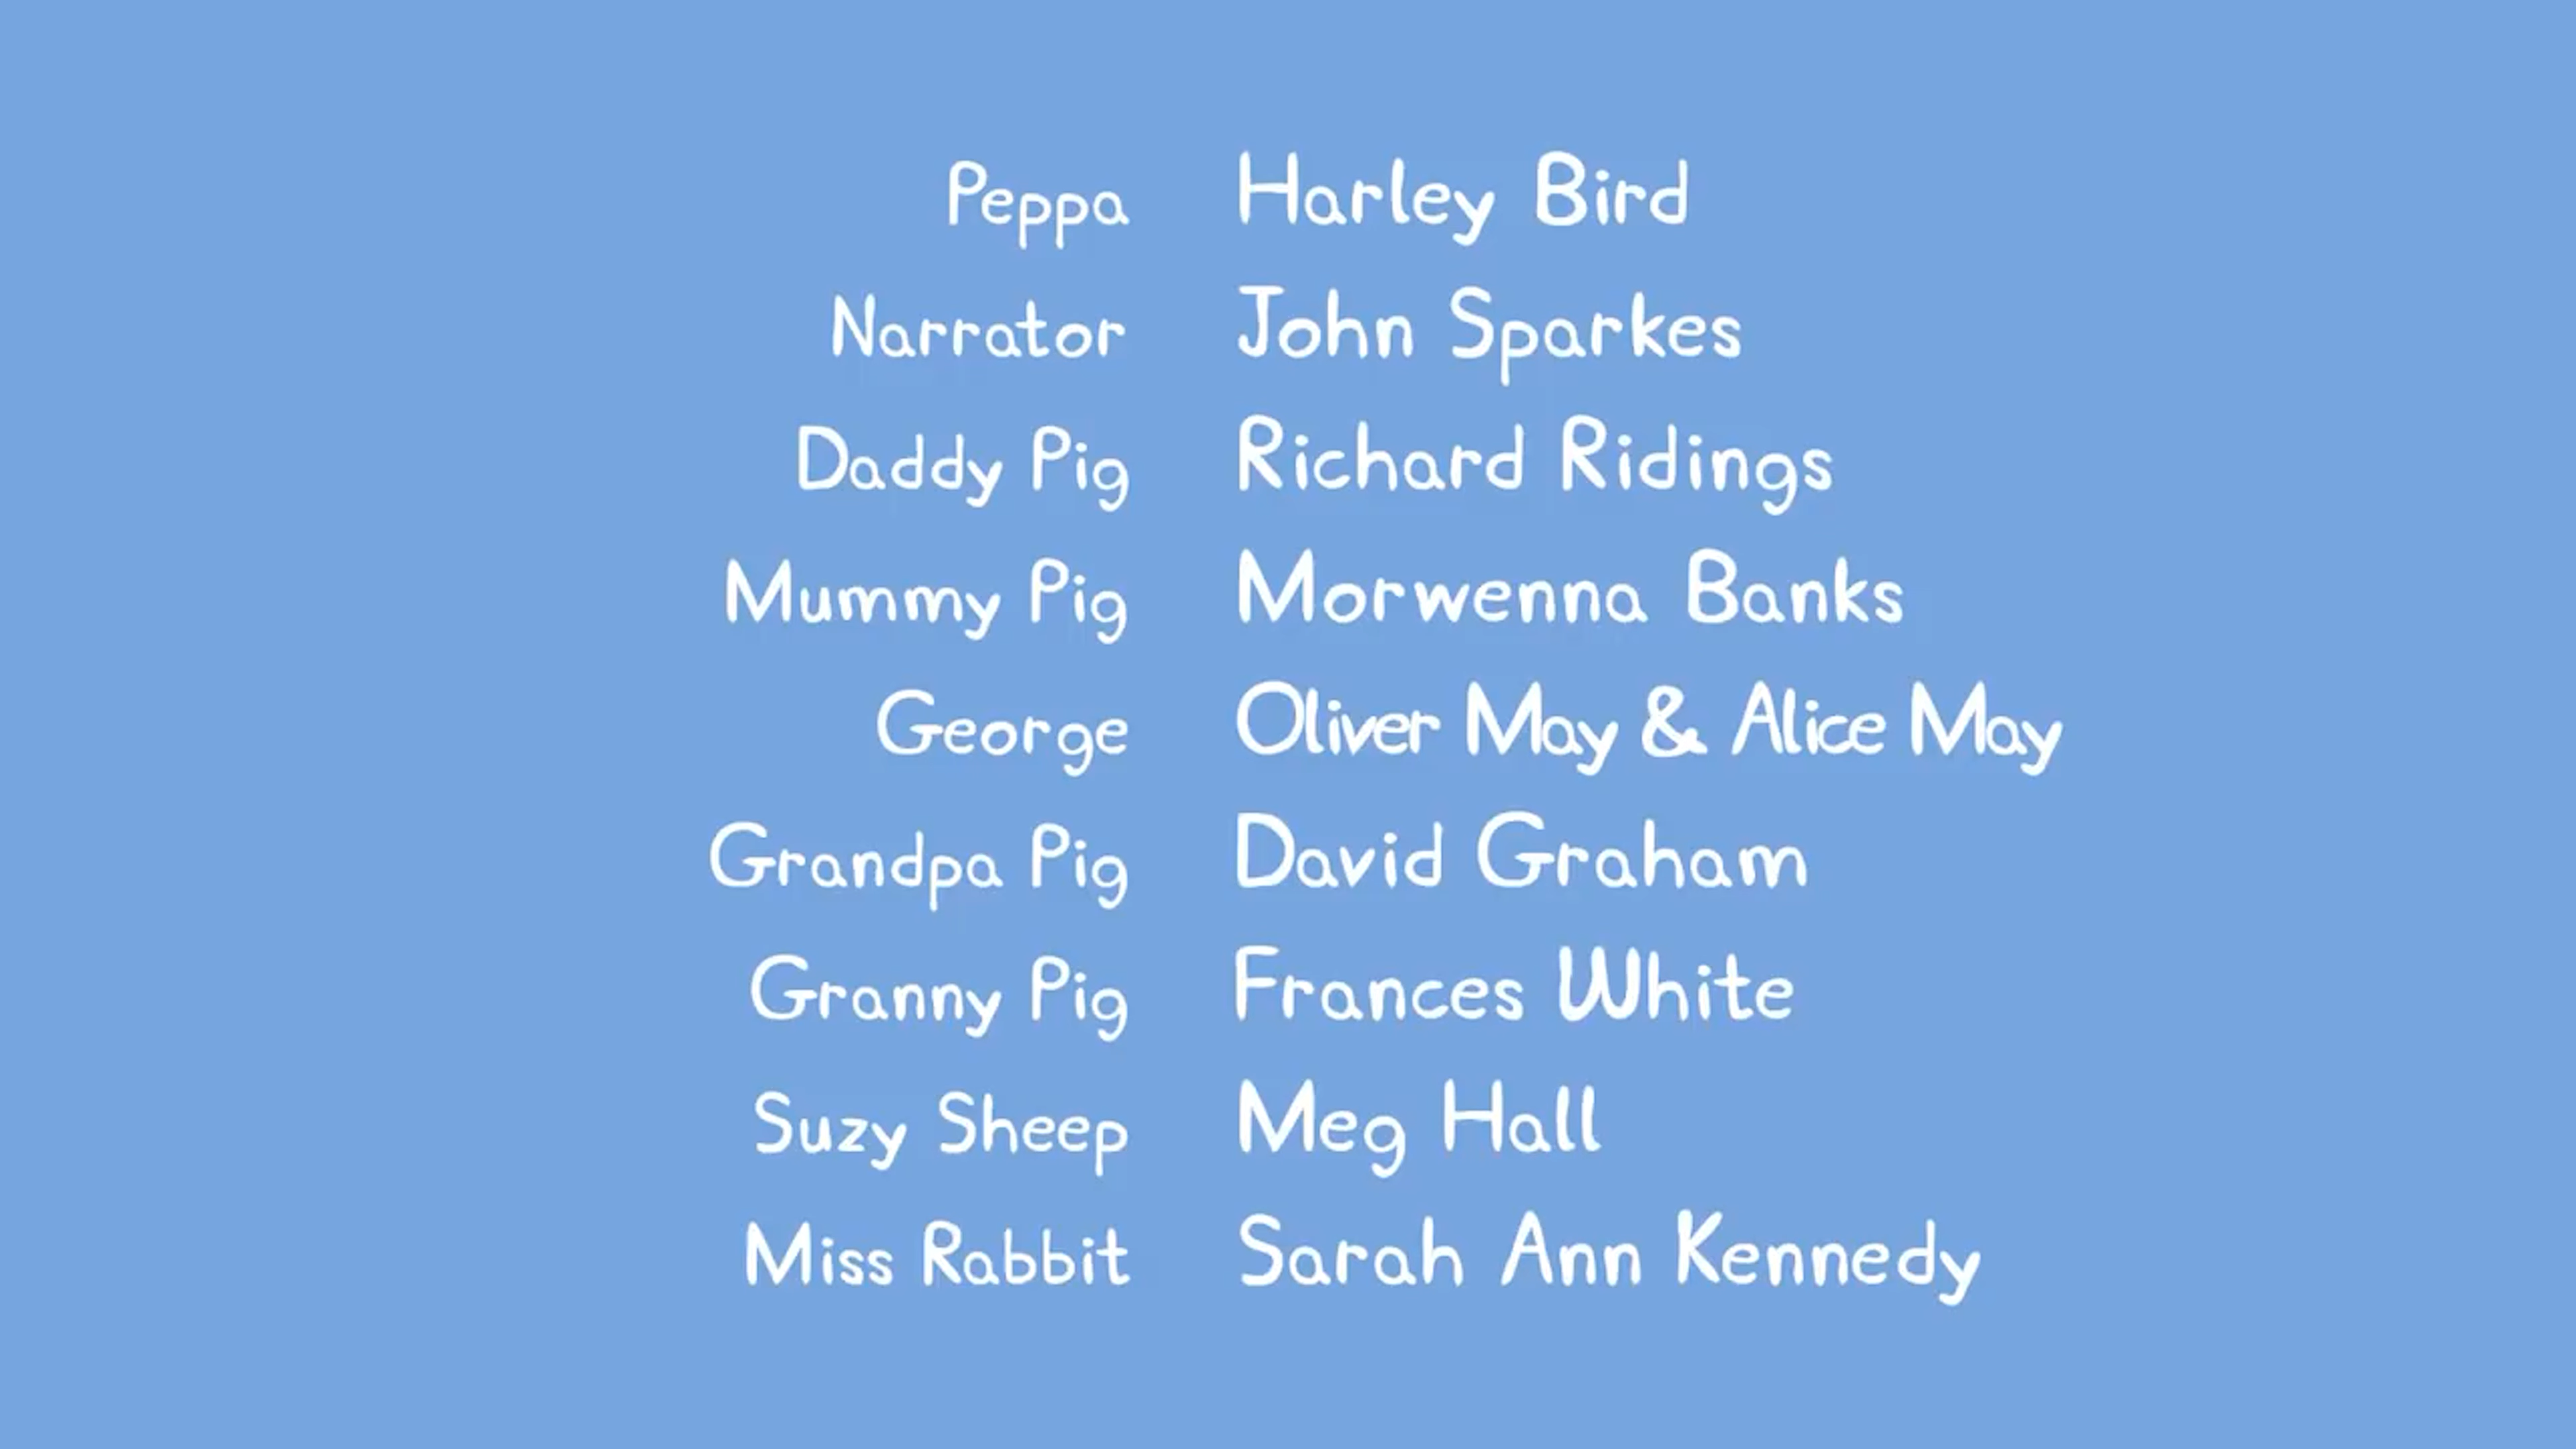 Peppa Harley Bird
Narrator John Sparkes
Daddy Pig Richard Ridings
Mummy Pig Morwenna Banks
George Oliver May & Alice May
Grandpa Pig David Graham
Granny Pig Frances White
Suzy Sheep Meg Hall
Miss Rabbit Sarah Ann Kennedy